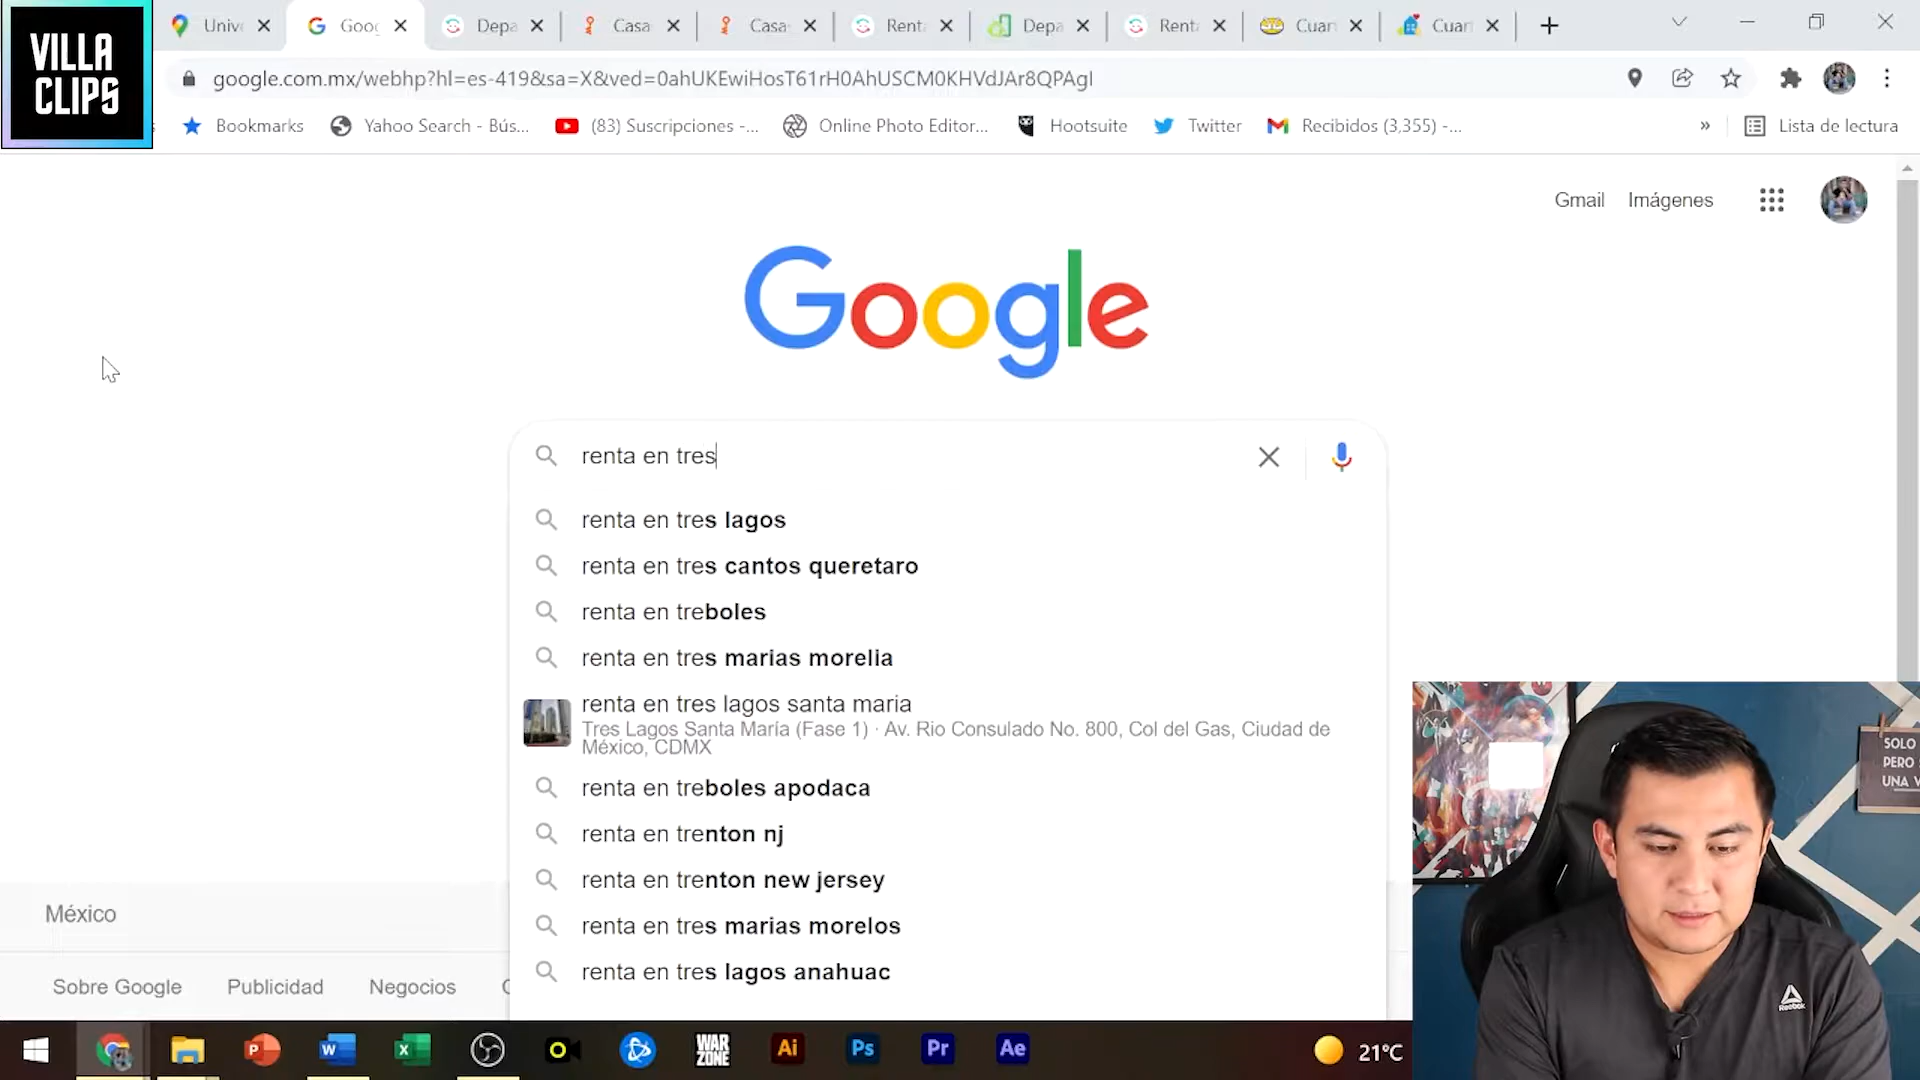 VILLA
CLIPS
Univ
Goo
Depa
Casa
Casa
Renta
Depa
Renta
Cuar
Cuar
google.com.mx/webhp?hl=es-419&sa=X&ved=0ahUKEwiHosT61rH0AhUSCM0KHVdJAr8QPAgI
Bookmarks
Yahoo Search - Bús...
(83) Suscripciones -...
Online Photo Editor...
Hootsuite
Twitter
Recibidos (3,355) -...
»
Lista de lectura
Gmail
Imágenes
Google
renta en tres
renta en tres lagos
renta en tres cantos queretaro
renta en treboles
renta en tres marias morelia
renta en tres lagos santa maria
Tres Lagos Santa María (Fase 1) · Av. Rio Consulado No. 800, Col del Gas, Ciudad de
México, CDMX
renta en treboles apodaca
renta en trenton nj
renta en trenton new jersey
renta en tres marias morelos
renta en tres lagos anahuac
México
Sobre Google
Publicidad
Negocios
SOLO
PERO
UNA V
Reebok
WAR
ZONE
Ai
Ps
Pr
Ae
21°C